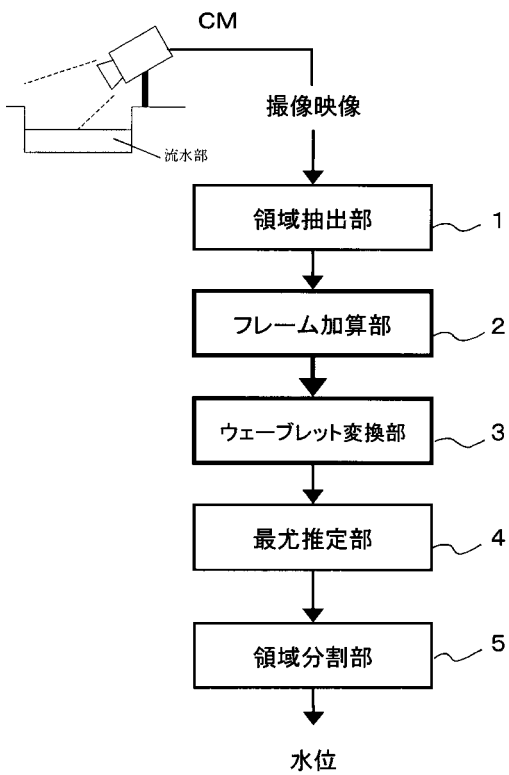 CM
撮像映像
流水部
領域抽出部
1
フレーム加算部
2
ウェーブレット変換部
3
最尤推定部
4
領域分割部
5
水位